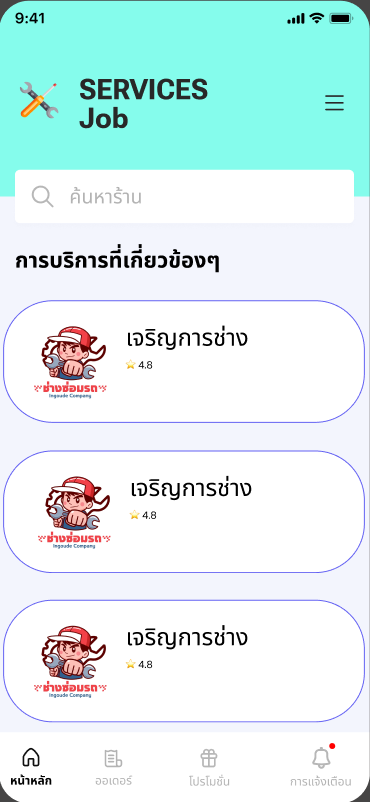 9:41
SERVICES
Job
ค้นหาร้าน
การบริการที่เกี่ยวข้องๆ
เจริญการช่าง
4.8
ช่างซ่อมรถ
Ingoude Company
เจริญการช่าง
4.8
ช่างซ่อมรถ
Ingoude Company
เจริญการช่าง
4.8
ช่างซ่อมรถ
Ingoude Company
หน้าหลัก
ออเดอร์
โปรโมชั่น
การแจ้งเตือน